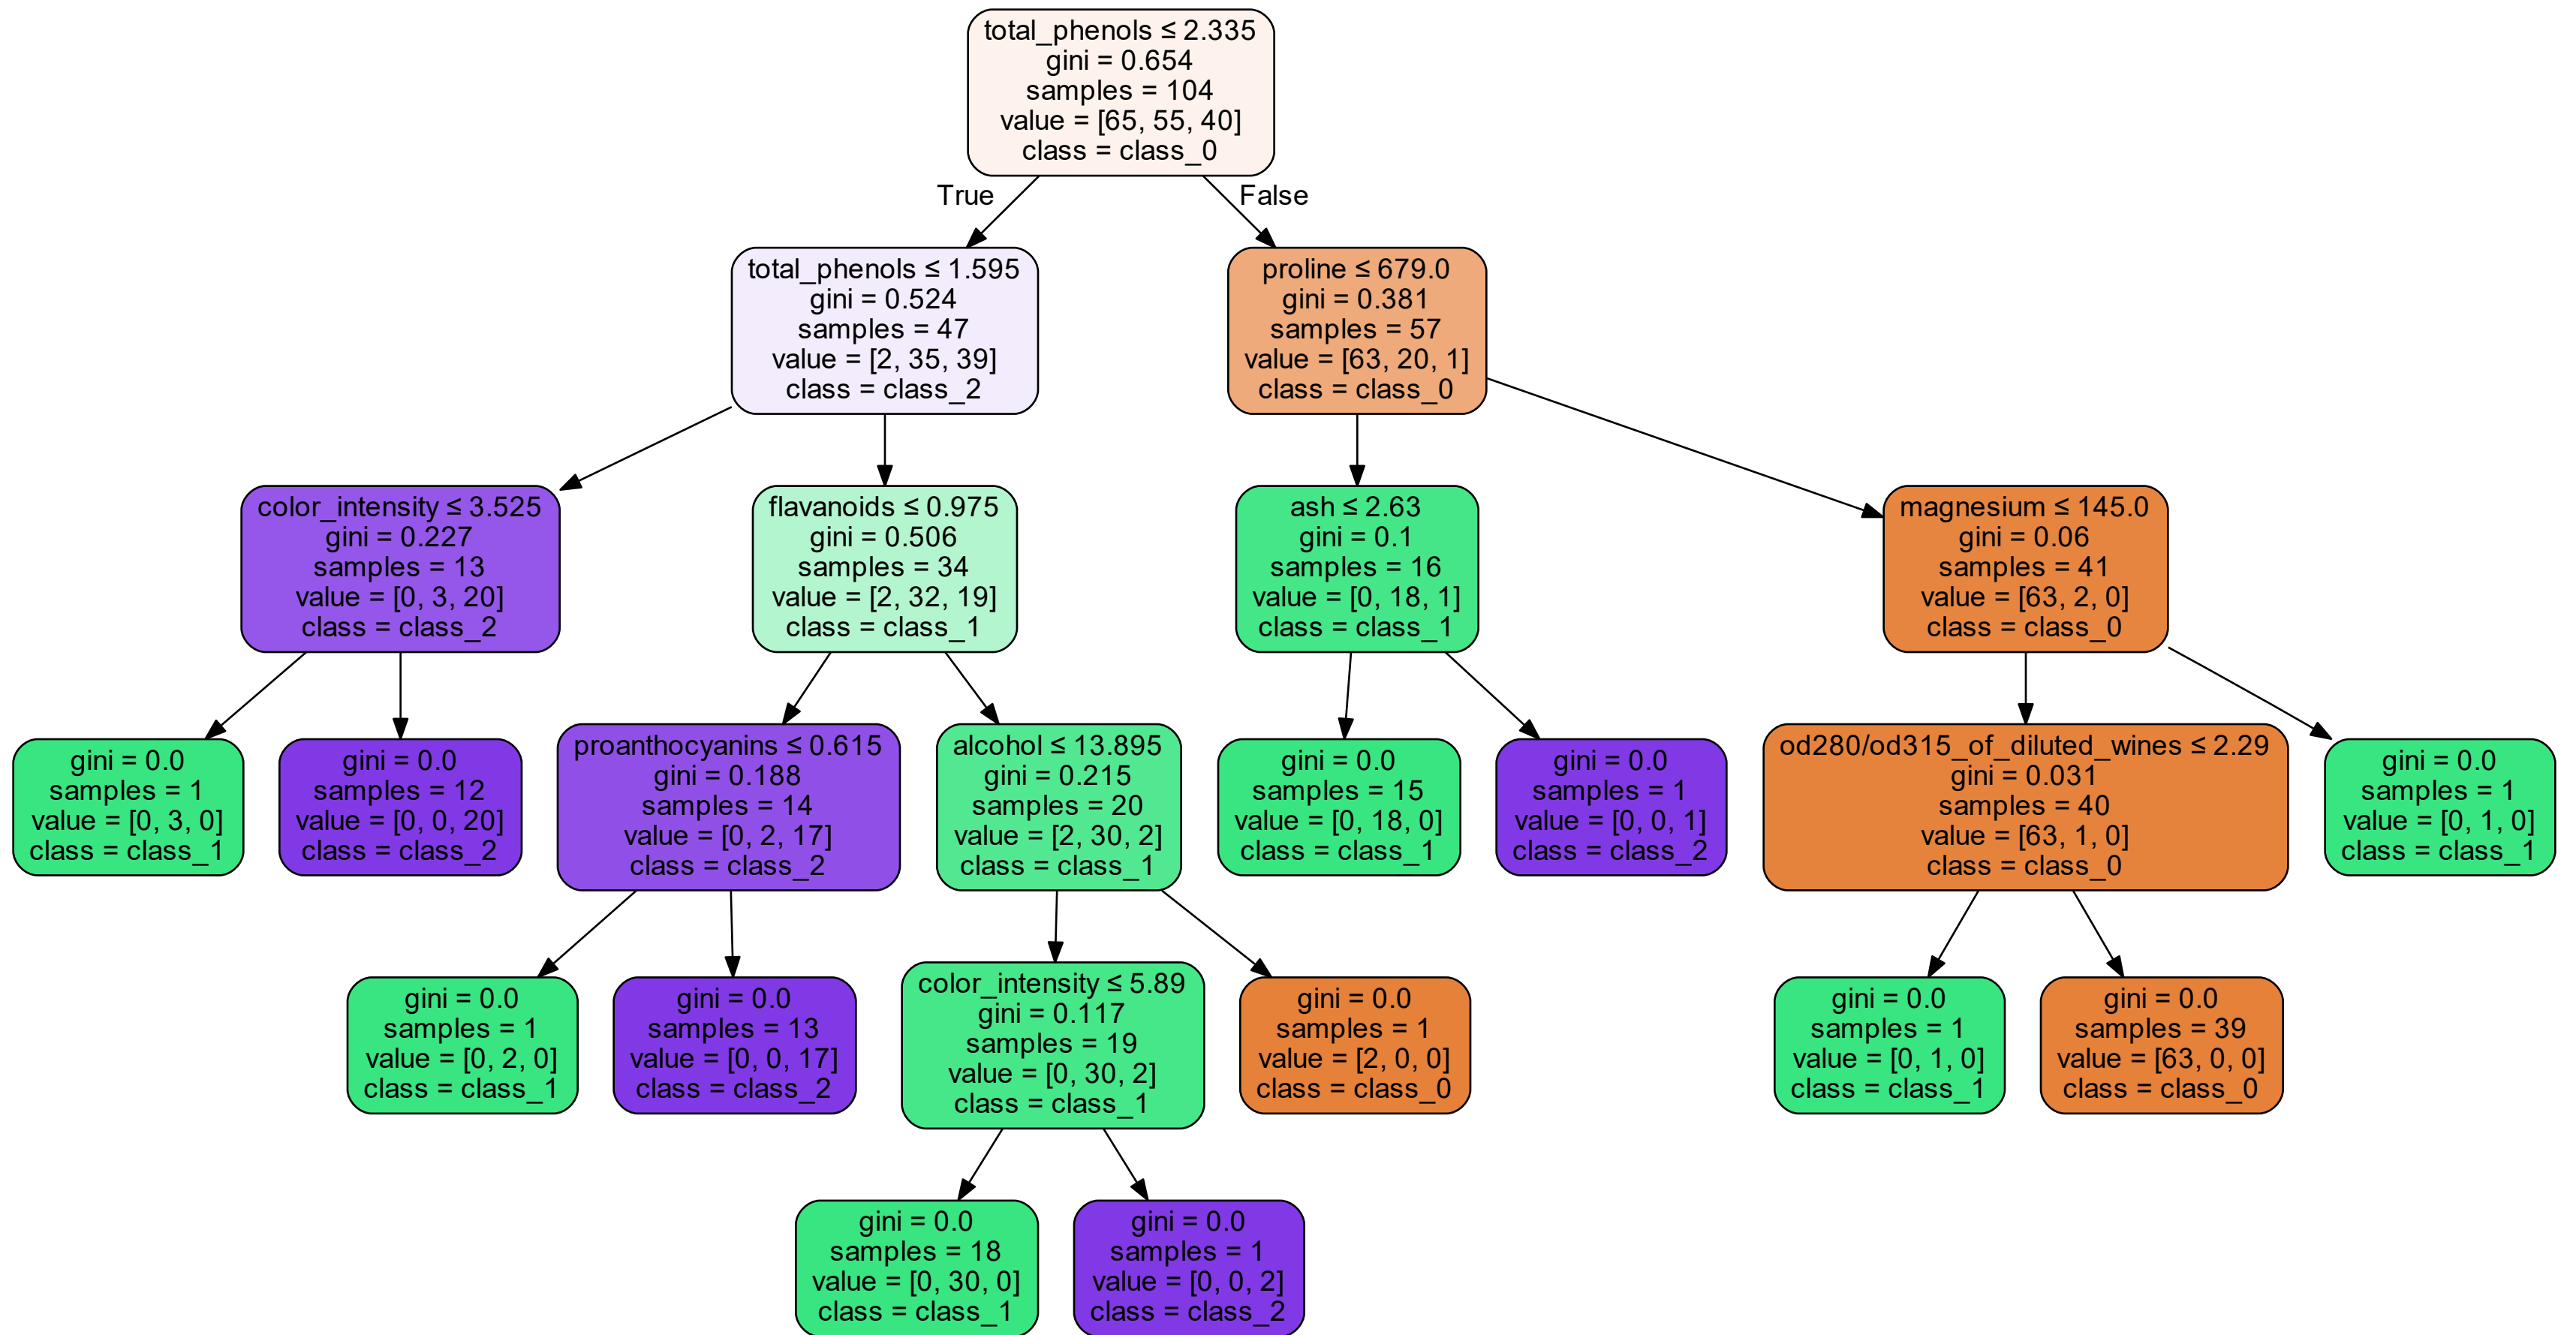 total_phenols ≤ 2.335
gini = 0.654
samples = 104
value = [65, 55, 40]
class = class_0
True
False
total_phenols ≤ 1.595
gini = 0.524
samples = 47
value = [2, 35, 39]
class = class_2
proline ≤ 679.0
gini = 0.381
samples = 57
value = [63, 20, 1]
class = class_0
color_intensity ≤ 3.525
gini = 0.227
samples = 13
value = [0, 3, 20]
class = class_2
flavanoids ≤ 0.975
gini = 0.506
samples = 34
value = [2, 32, 19]
class = class_1
ash ≤ 2.63
gini = 0.1
samples = 16
value = [0, 18, 1]
class = class_1
magnesium ≤ 145.0
gini = 0.06
samples = 41
value = [63, 2, 0]
class = class_0
gini = 0.0
samples = 1
value = [0, 3, 0]
class = class_1
gini = 0.0
samples = 12
value = [0, 0, 20]
class = class_2
proanthocyanins ≤ 0.615
gini = 0.188
samples = 14
value = [0, 2, 17]
class = class_2
alcohol ≤ 13.895
gini = 0.215
samples = 20
value = [2, 30, 2]
class = class_1
gini = 0.0
samples = 15
value = [0, 18, 0]
class = class_1
gini = 0.0
samples = 1
value = [0, 0, 1]
class = class_2
od280/od315_of_diluted_wines ≤ 2.29
gini = 0.031
samples = 40
value = [63, 1, 0]
class = class_0
gini = 0.0
samples = 1
value = [0, 1, 0]
class = class_1
gini = 0.0
samples = 1
value = [0, 2, 0]
class = class_1
gini = 0.0
samples = 13
value = [0, 0, 17]
class = class_2
color_intensity ≤ 5.89
gini = 0.117
samples = 19
value = [0, 30, 2]
class = class_1
gini = 0.0
samples = 1
value = [2, 0, 0]
class = class_0
gini = 0.0
samples = 1
value = [0, 1, 0]
class = class_1
gini = 0.0
samples = 39
value = [63, 0, 0]
class = class_0
gini = 0.0
samples = 18
value = [0, 30, 0]
class = class_1
gini = 0.0
samples = 1
value = [0, 0, 2]
class = class_2